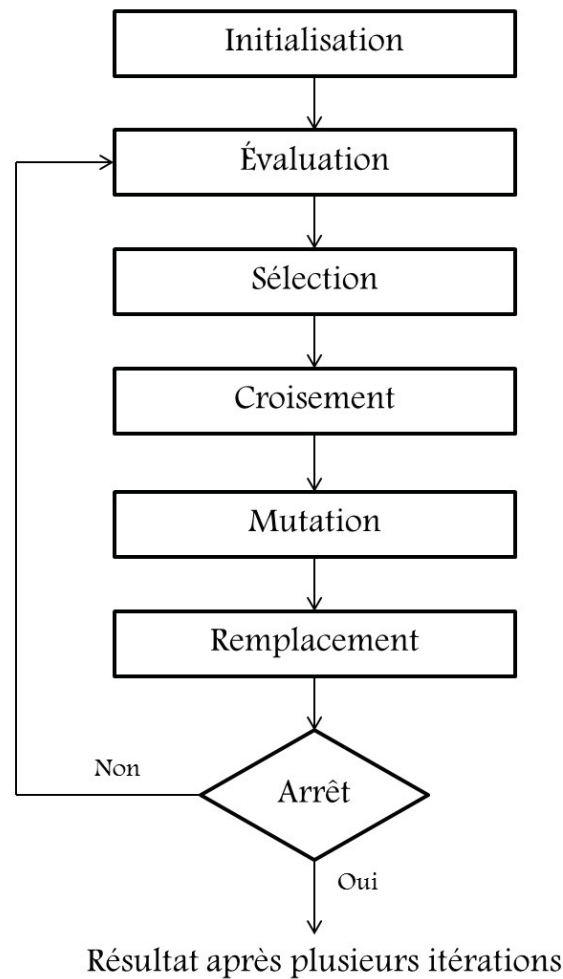 Initialisation
Évaluation
Sélection
Croisement
Mutation
Remplacement
Non
Arrêt
Oui
Résultat après plusieurs itérations